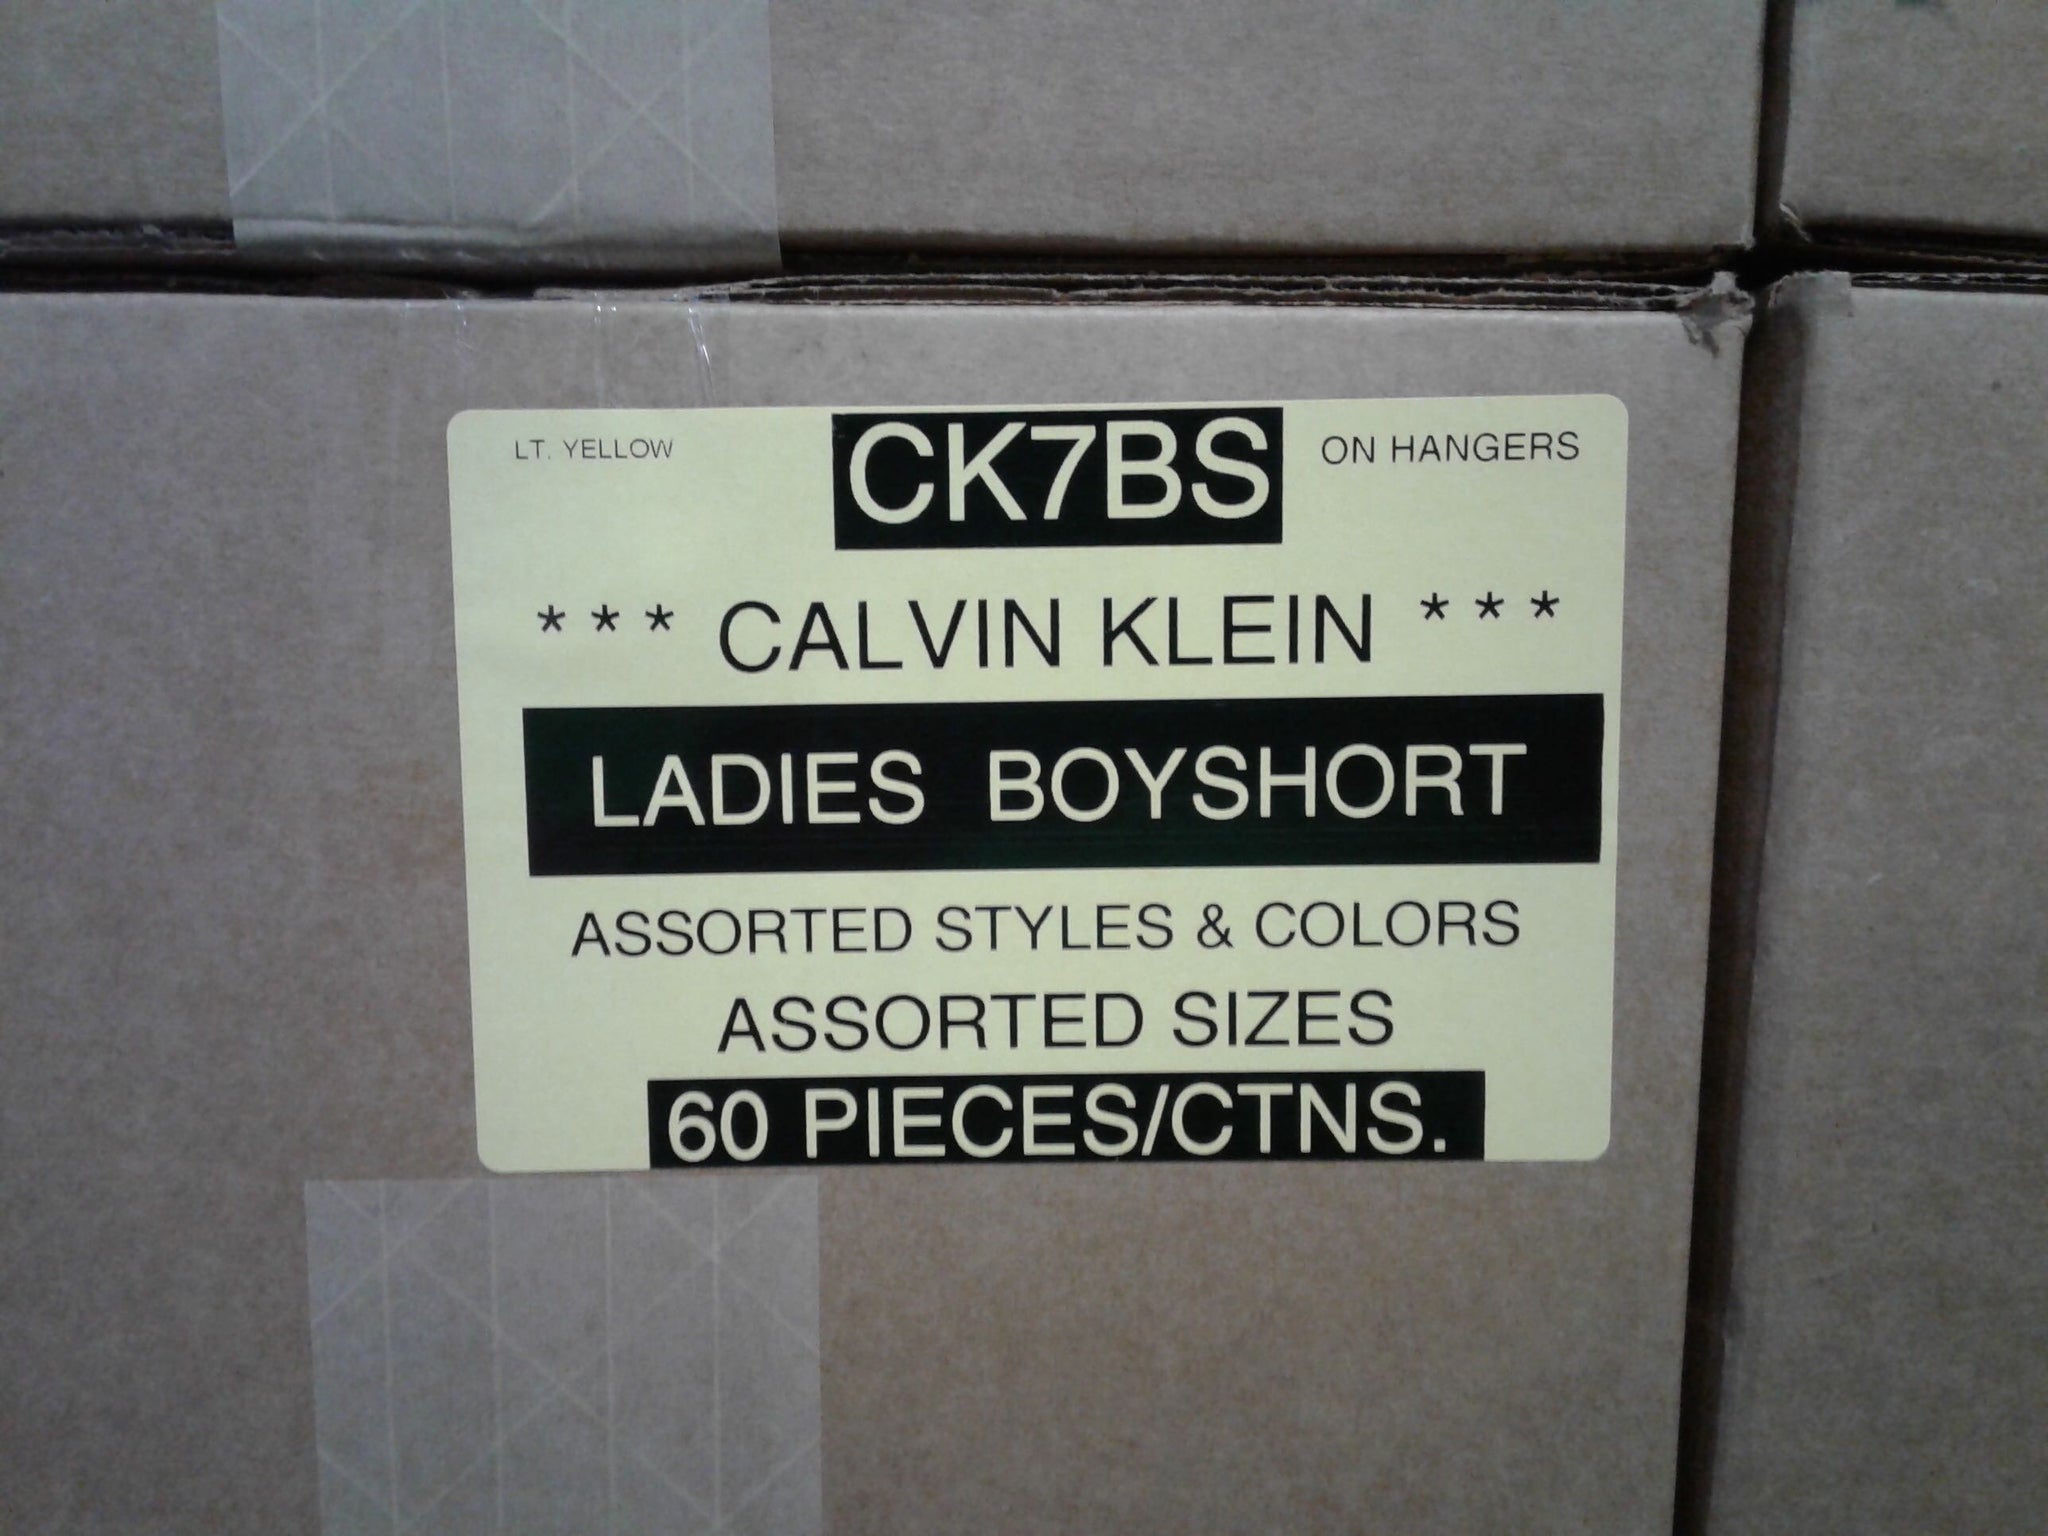 LT. YELLOW CK7BS ON HANGERS
* * * CALVIN KLEIN * * *
LADIES BOYSHORT
ASSORTED STYLES & COLORS
ASSORTED SIZES
60 PIECES/CTNS.